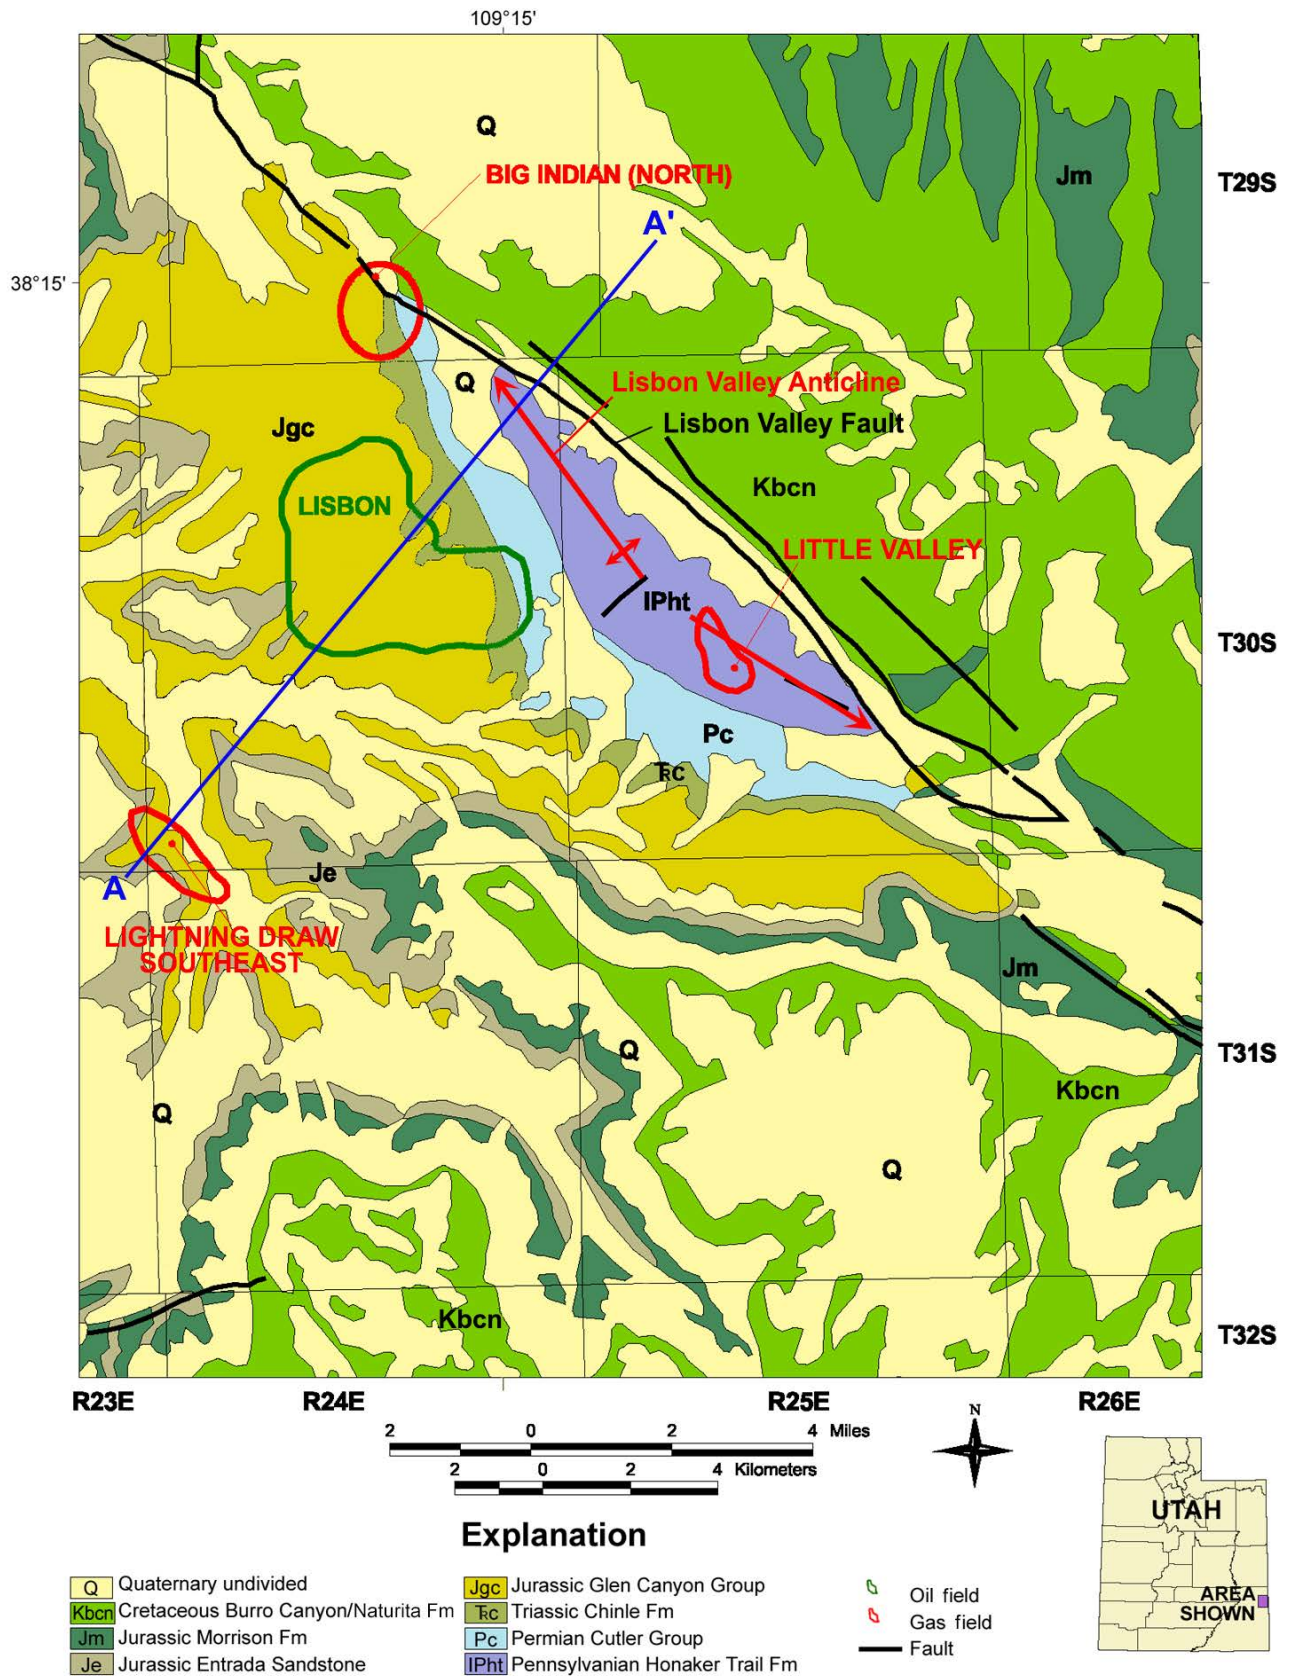 109°15'
Q
BIG INDIAN (NORTH)
Jm
T29S
A'
38°15'
Q
Lisbon Valley Anticline
Lisbon Valley Fault
Jgc
Kbcn
LISBON
LITTLE VALLEY
IPht
T30S
Pc
TRC
Je
A
LIGHTNING DRAW
SOUTHEAST
Jm
Q
T31S
Kbcn
Q
Q
Kbcn
T32S
R23E
R24E
R25E
R26E
N
2 0 2 4 Miles
2 0 2 4 Kilometers
UTAH
AREA
SHOWN
Explanation
Q Quaternary undivided
Kbcn Cretaceous Burro Canyon/Naturita Fm
Jm Jurassic Morrison Fm
Je Jurassic Entrada Sandstone
Jgc Jurassic Glen Canyon Group
TRc Triassic Chinle Fm
Pc Permian Cutler Group
IPht Pennsylvanian Honaker Trail Fm
Oil field
Gas field
Fault